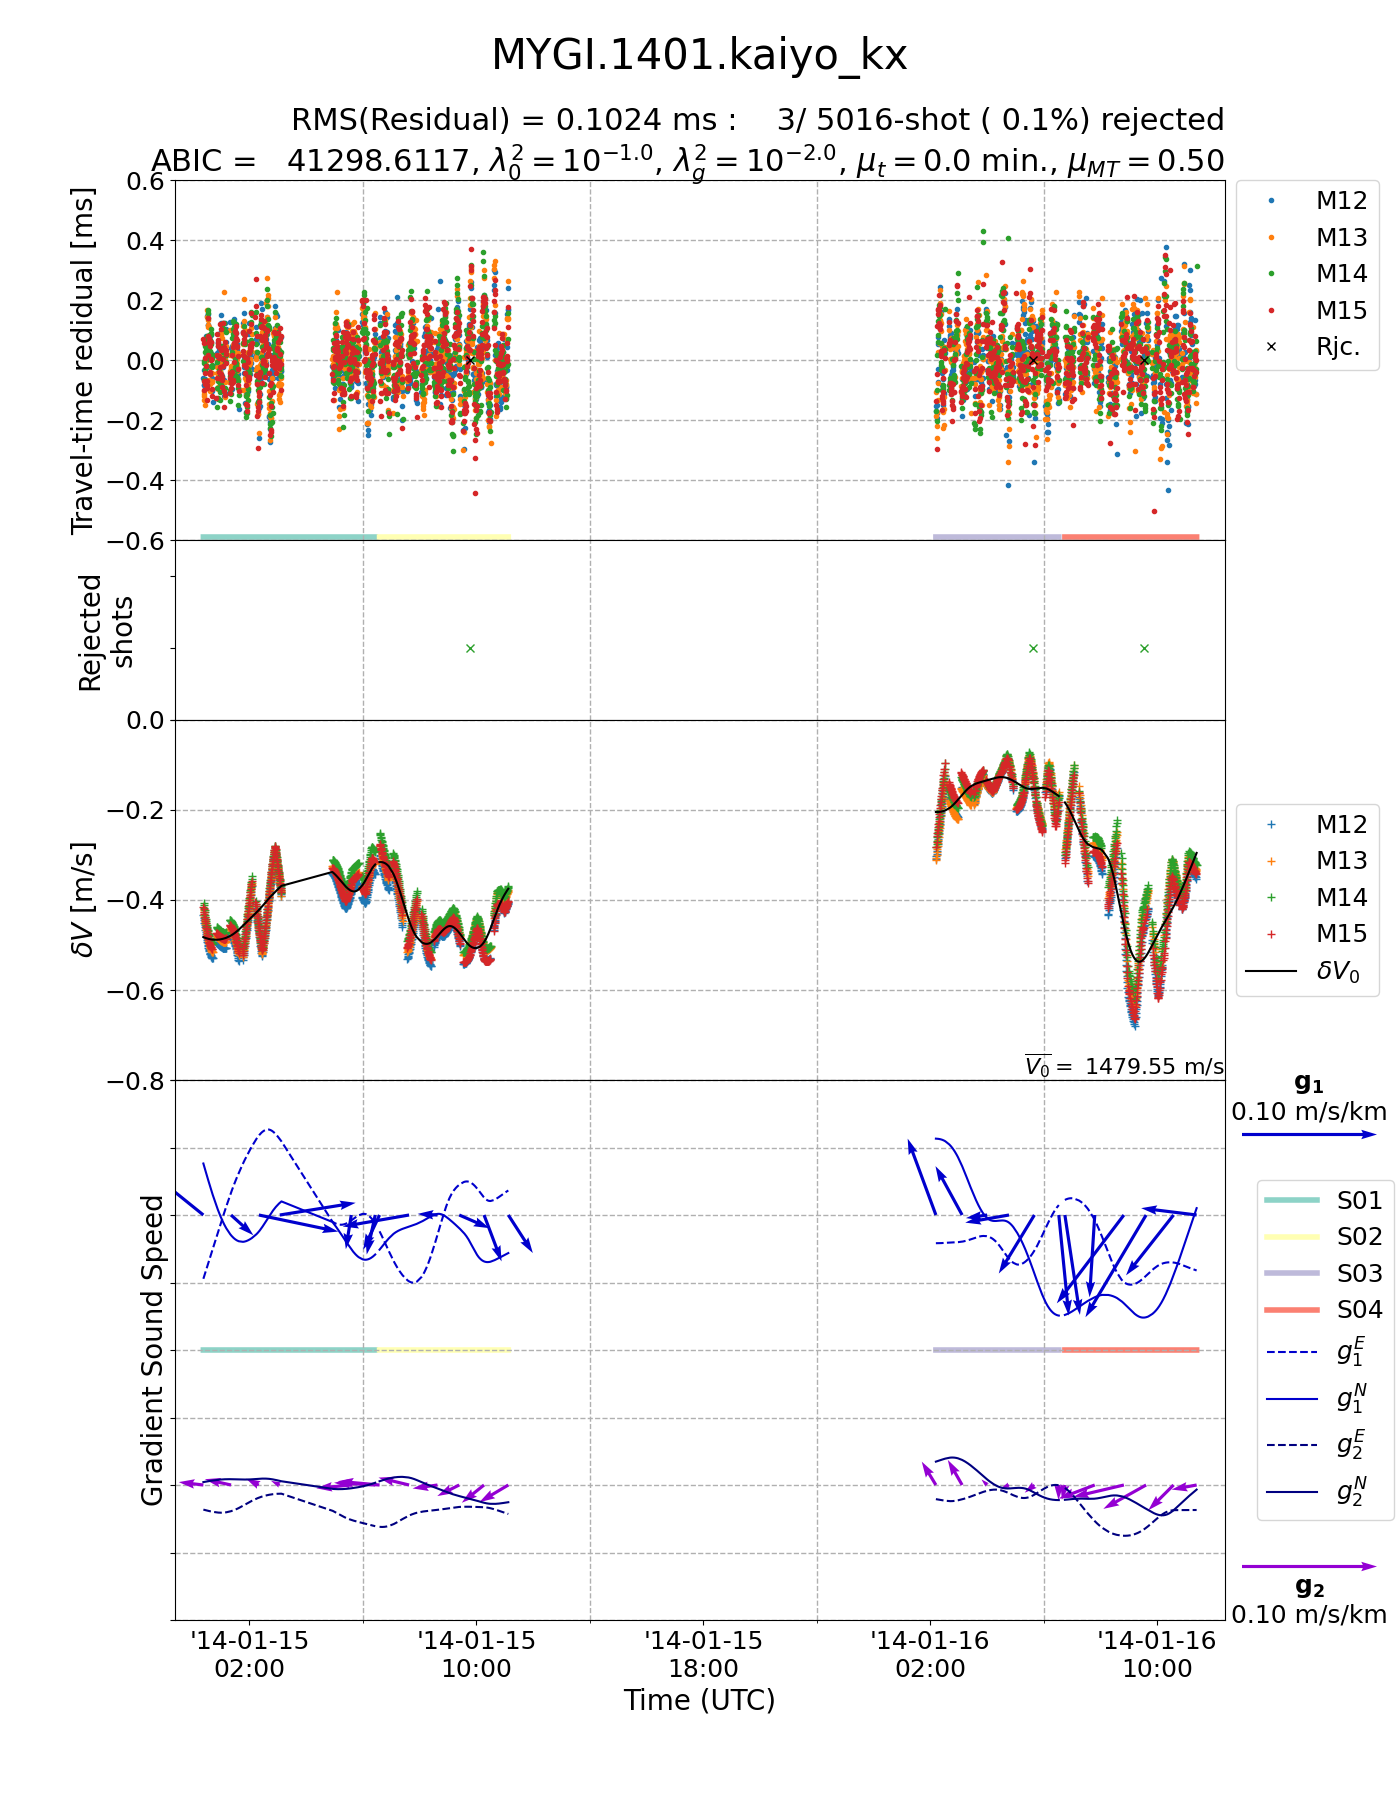 MYGI.1401.kaiyo_kx
RMS(Residual) = 0.1024 ms :    3/ 5016-shot ( 0.1%) rejected
ABIC =   41298.6117, λ₀² = 10⁻¹·⁰, λ_g² = 10⁻²·⁰, μ_t = 0.0 min., μ_MT = 0.50
Travel-time redidual [ms]
0.6
0.4
0.2
0.0
−0.2
−0.4
−0.6
M12
M13
M14
M15
Rjc.
Rejected
shots
δV [m/s]
0.0
−0.2
−0.4
−0.6
−0.8
M12
M13
M14
M15
δV₀
V̅₀ = 1479.55 m/s
Gradient Sound Speed
g₁
0.10 m/s/km
S01
S02
S03
S04
g₁ᴱ
g₁ᴺ
g₂ᴱ
g₂ᴺ
g₂
0.10 m/s/km
'14-01-15
02:00
'14-01-15
10:00
'14-01-15
18:00
'14-01-16
02:00
'14-01-16
10:00
Time (UTC)